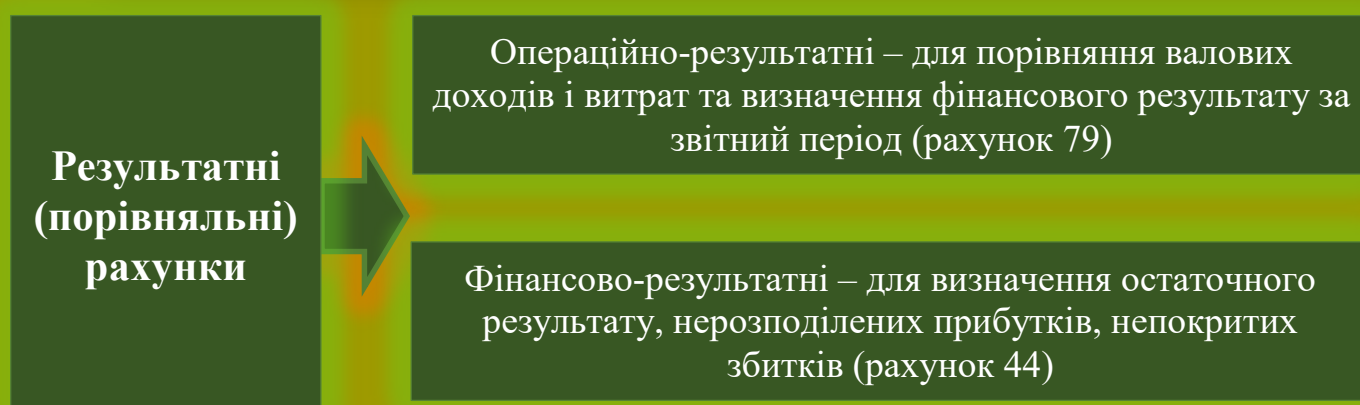 Результатні
(порівняльні)
рахунки
Операційно-результатні – для порівняння валових
доходів і витрат та визначення фінансового результату за
звітний період (рахунок 79)
Фінансово-результатні – для визначення остаточного
результату, нерозподілених прибутків, непокритих
збитків (рахунок 44)